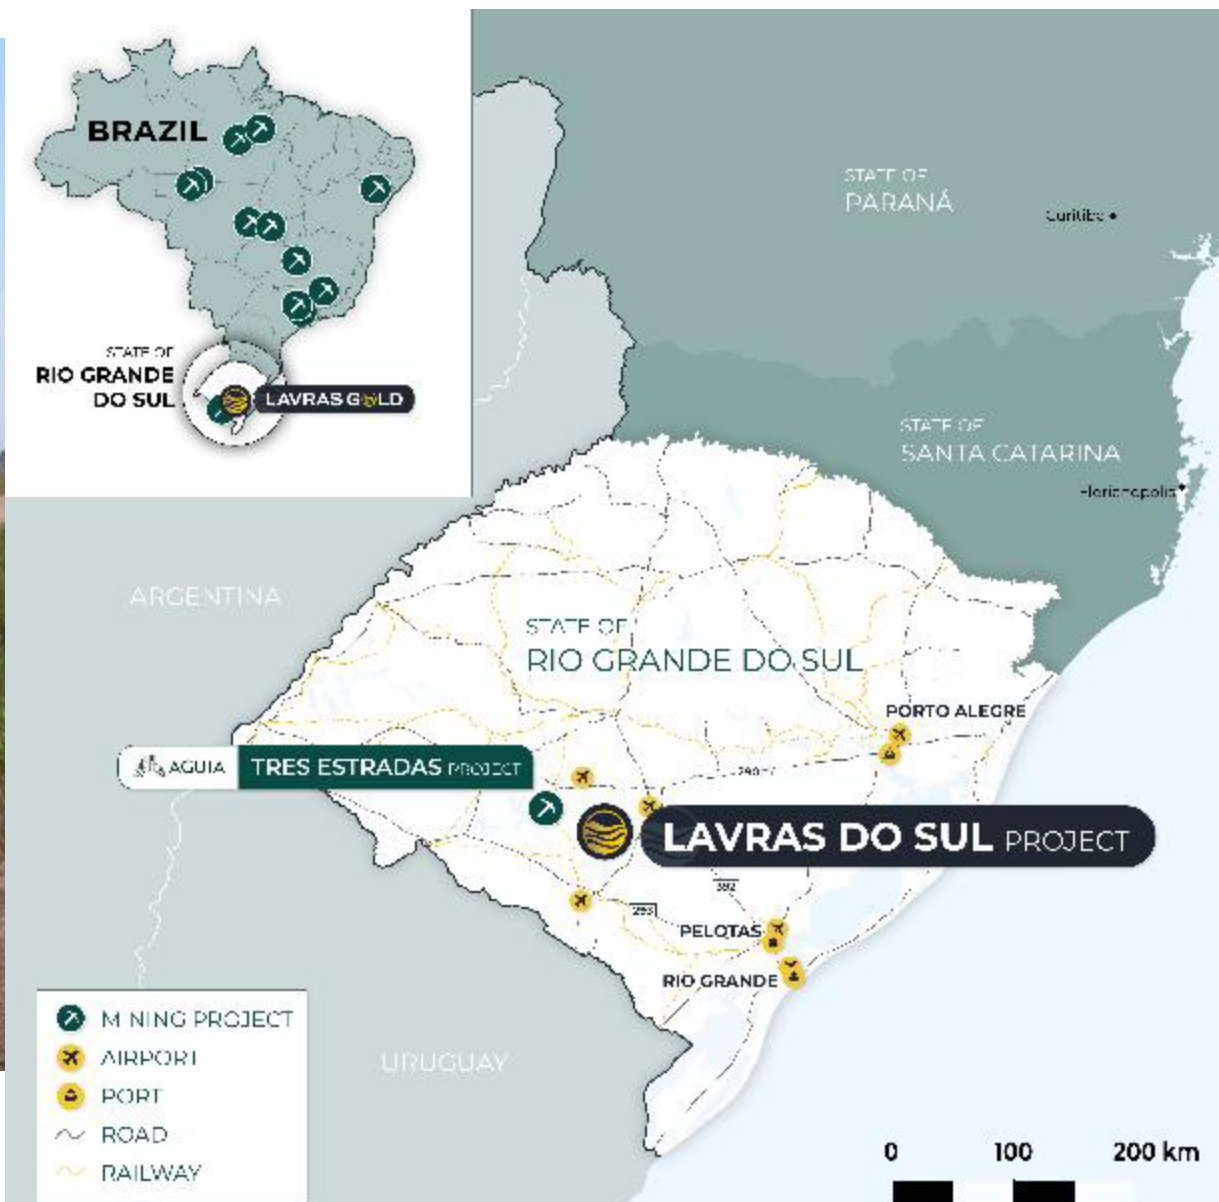 BRAZIL
STATE OF
RIO GRANDE
DO SUL
LAVRAS GOLD
STATE OF
PARANÁ
Curitiba
STATE OF
SANTA CATARINA
Florianopolis
ARGENTINA
STATE OF
RIO GRANDE DO SUL
PORTO ALEGRE
AGUIA
TRES ESTRADAS PROJECT
290
LAVRAS DO SUL PROJECT
392
293
PELOTAS
RIO GRANDE
URUGUAY
MINING PROJECT
AIRPORT
PORT
ROAD
RAILWAY
0 100 200 km